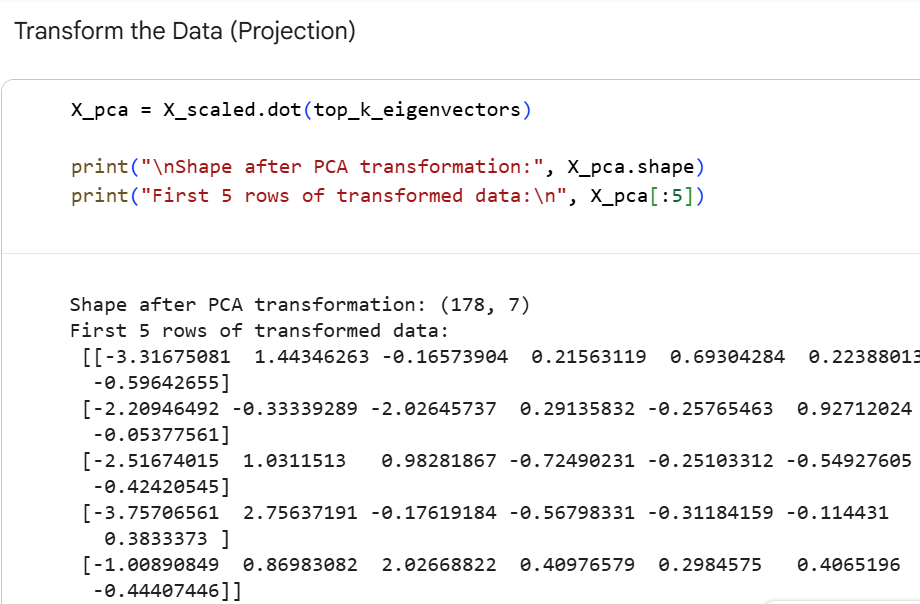 Transform the Data (Projection)
X_pca = X_scaled.dot(top_k_eigenvectors)
print("\nShape after PCA transformation:", X_pca.shape)
print("First 5 rows of transformed data:\n", X_pca[:5])
Shape after PCA transformation: (178, 7)
First 5 rows of transformed data:
[[-3.31675081 1.44346263 -0.16573904 0.21563119 0.69304284 0.22388013
-0.59642655]
[-2.20946492 -0.33339289 -2.02645737 0.29135832 -0.25765463 0.92712024
-0.05377561]
[-2.51674015 1.0311513 0.98281867 -0.72490231 -0.25103312 -0.54927605
-0.42420545]
[-3.75706561 2.75637191 -0.17619184 -0.56798331 -0.31184159 -0.114431
0.3833373 ]
[-1.00890849 0.86983082 2.02668822 0.40976579 0.2984575 0.4065196
-0.44407446]]